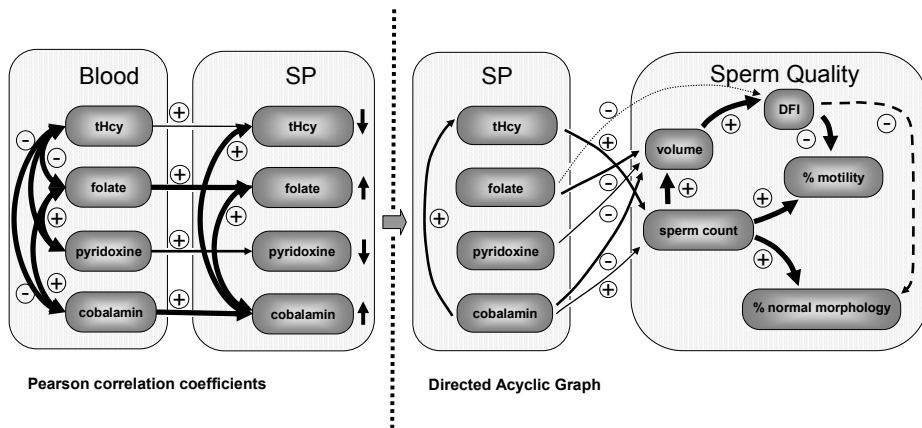 Blood
SP
tHcy
folate
pyridoxine
cobalamin
tHcy
folate
pyridoxine
cobalamin
+
+
+
+
-
-
+
+
-
+
+
+
Pearson correlation coefficients
SP
Sperm Quality
tHcy
folate
pyridoxine
cobalamin
volume
sperm count
DFI
% motility
% normal morphology
+
-
+
-
-
-
+
+
+
-
-
+
+
Directed Acyclic Graph